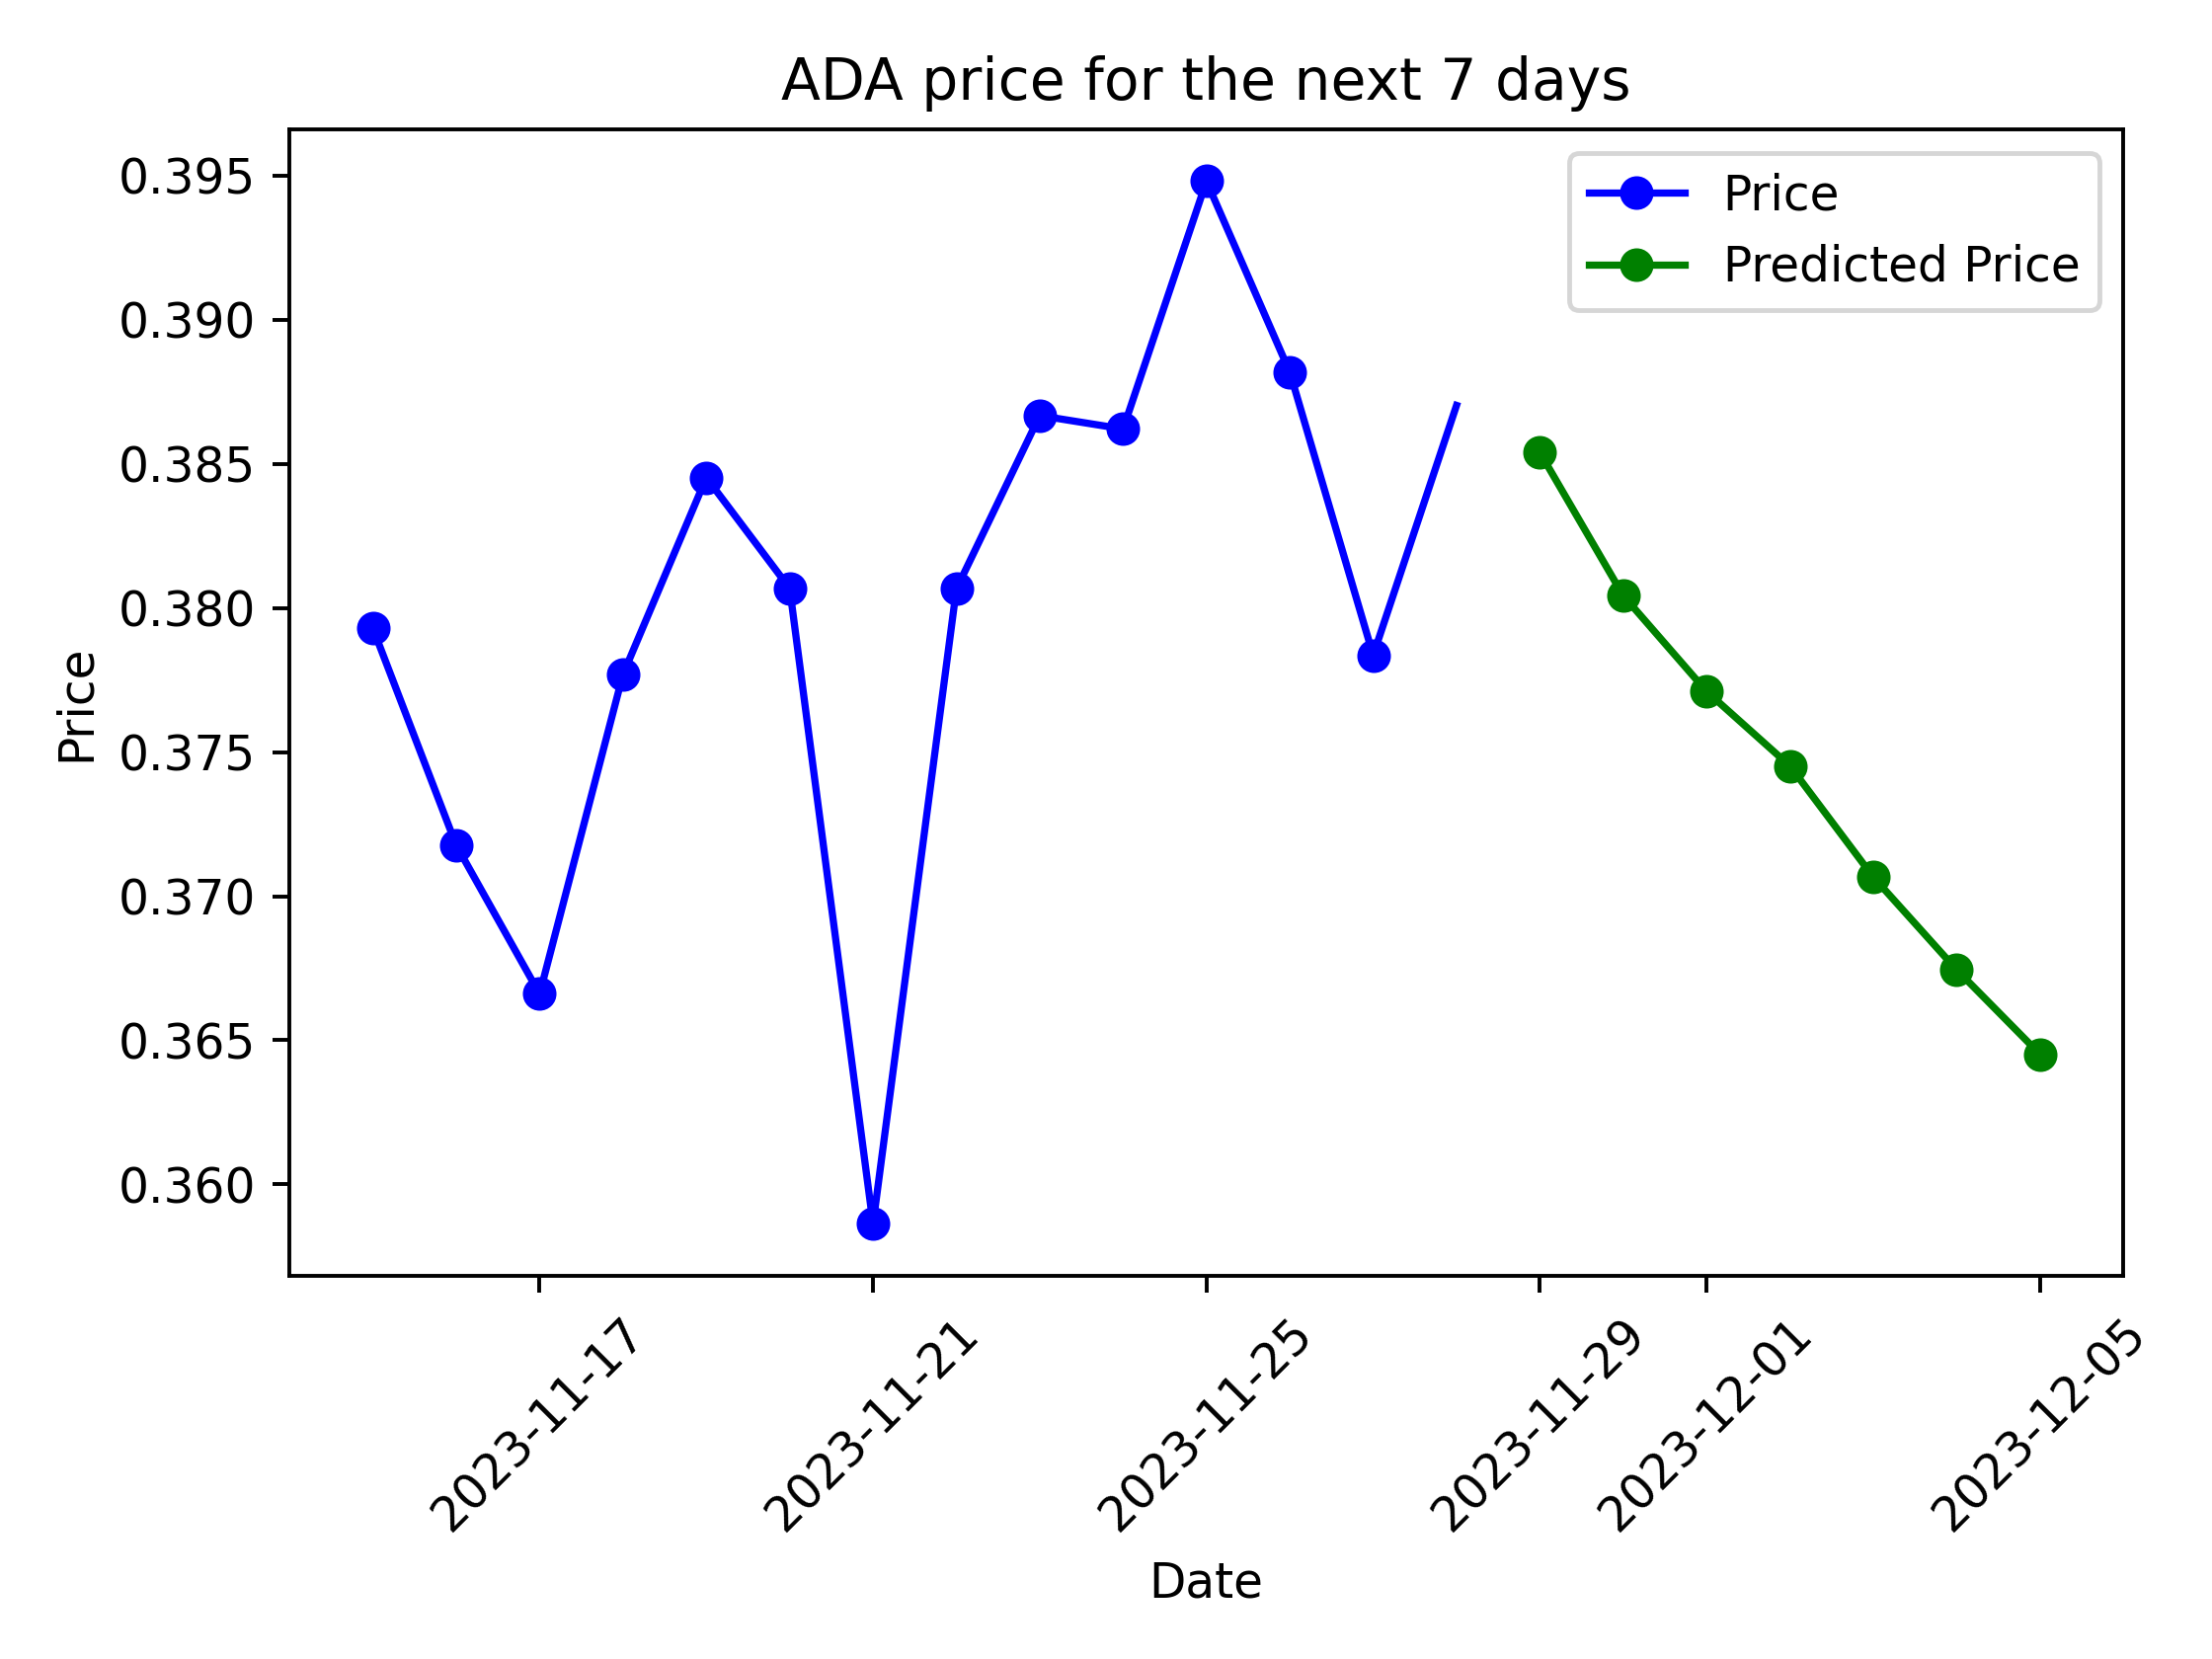 ADA price for the next 7 days
Price
Predicted Price
0.395
0.390
0.385
0.380
0.375
0.370
0.365
0.360
Price
2023-11-17
2023-11-21
2023-11-25
2023-11-29
2023-12-01
2023-12-05
Date